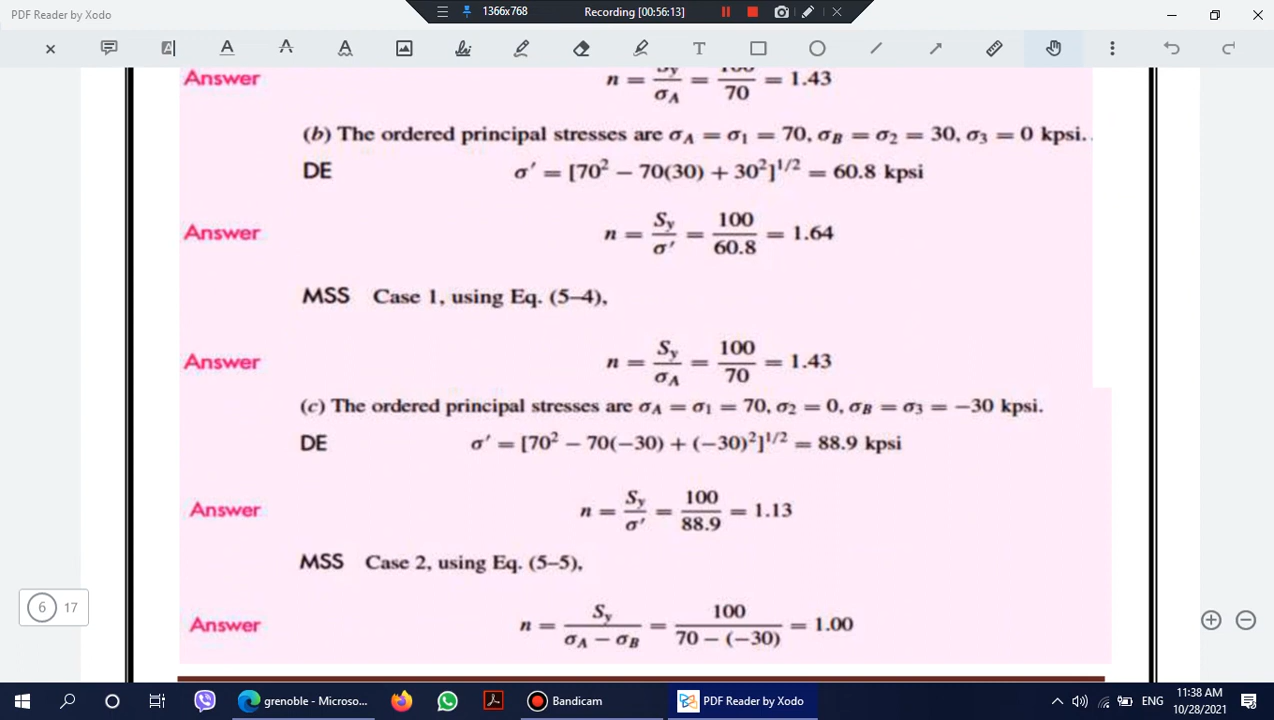 PDF Reader by Xodo
1366x768
Recording [00:56:13]
Answer n = Sy/σA = 100/70 = 1.43
(b) The ordered principal stresses are σA = σ1 = 70, σB = σ2 = 30, σ3 = 0 kpsi.
DE σ′ = [70² − 70(30) + 30²]^1/2 = 60.8 kpsi
Answer n = Sy/σ′ = 100/60.8 = 1.64
MSS Case 1, using Eq. (5–4),
Answer n = Sy/σA = 100/70 = 1.43
(c) The ordered principal stresses are σA = σ1 = 70, σ2 = 0, σB = σ3 = −30 kpsi.
DE σ′ = [70² − 70(−30) + (−30)²]^1/2 = 88.9 kpsi
Answer n = Sy/σ′ = 100/88.9 = 1.13
MSS Case 2, using Eq. (5–5),
6 17
Answer n = Sy/(σA − σB) = 100/(70 − (−30)) = 1.00
grenoble - Microso...
Bandicam
PDF Reader by Xodo
ENG
11:38 AM
10/28/2021